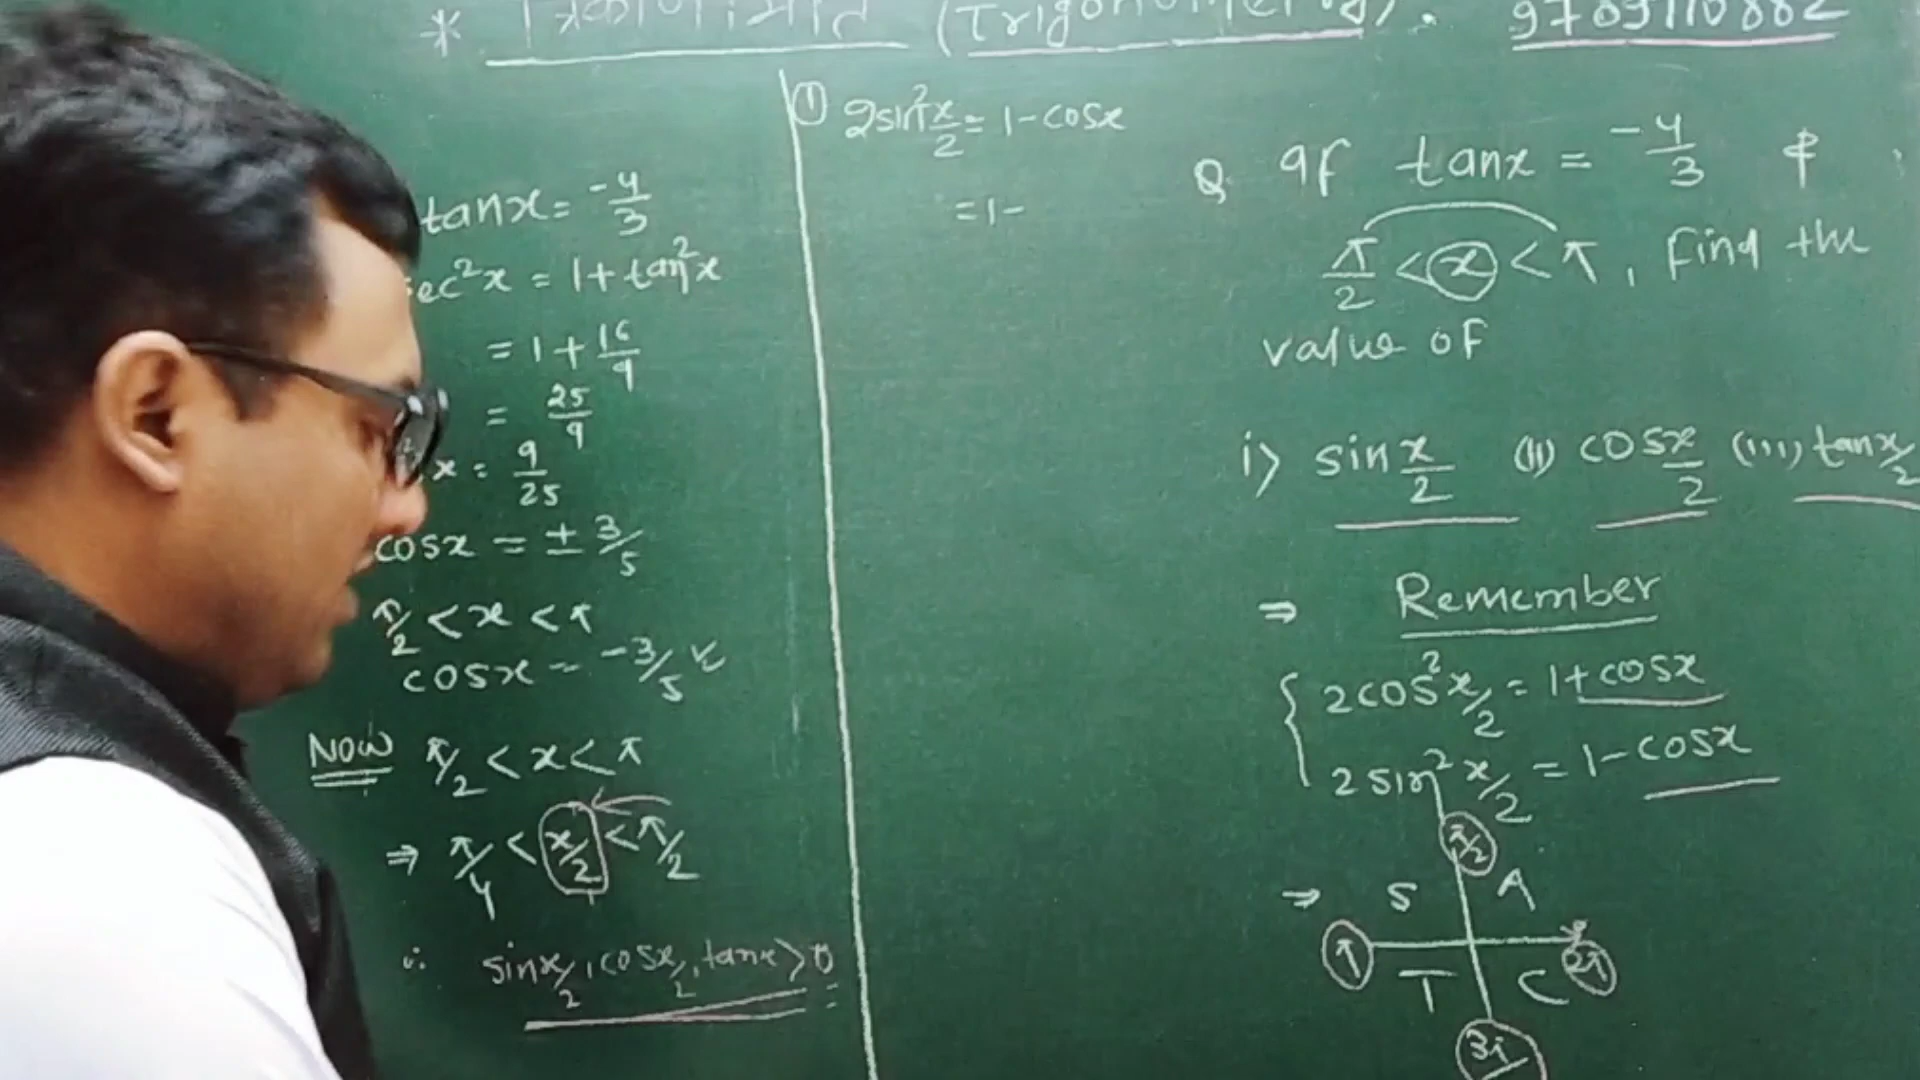 * त्रिकोणमिति (Trigonometry). 9785110882
tanx = -4/3
sec²x = 1 + tan²x
= 1 + 16/9
= 25/9
x = 9/25
cosx = ± 3/5
π/2 < x < π
cosx = -3/5
Now π/2 < x < π
⇒ π/4 < x/2 < π/2
∴ sinx/2, cosx/2, tanx > 0
① 2sin²x/2 = 1-cosx
= 1-
Q. If tanx = -4/3 &
π/2 < x < π, Find the
value of
i) sin x/2 (ii) cos x/2 (iii) tan x/2
⇒ Remember
2cos²x/2 = 1+cosx
2sin²x/2 = 1-cosx
π/2
⇒ S A
π 2π
T C